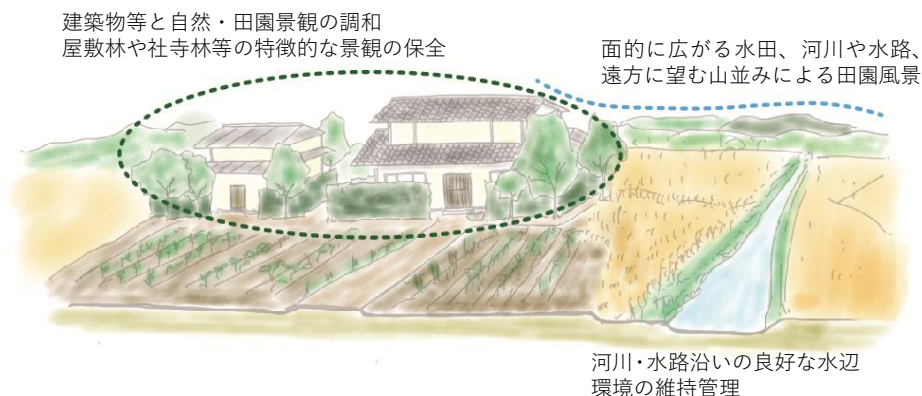 建築物等と自然・田園景観の調和
屋敷林や社寺林等の特徴的な景観の保全
面的に広がる水田、河川や水路、
遠方に望む山並みによる田園風景
河川・水路沿いの良好な水辺
環境の維持管理